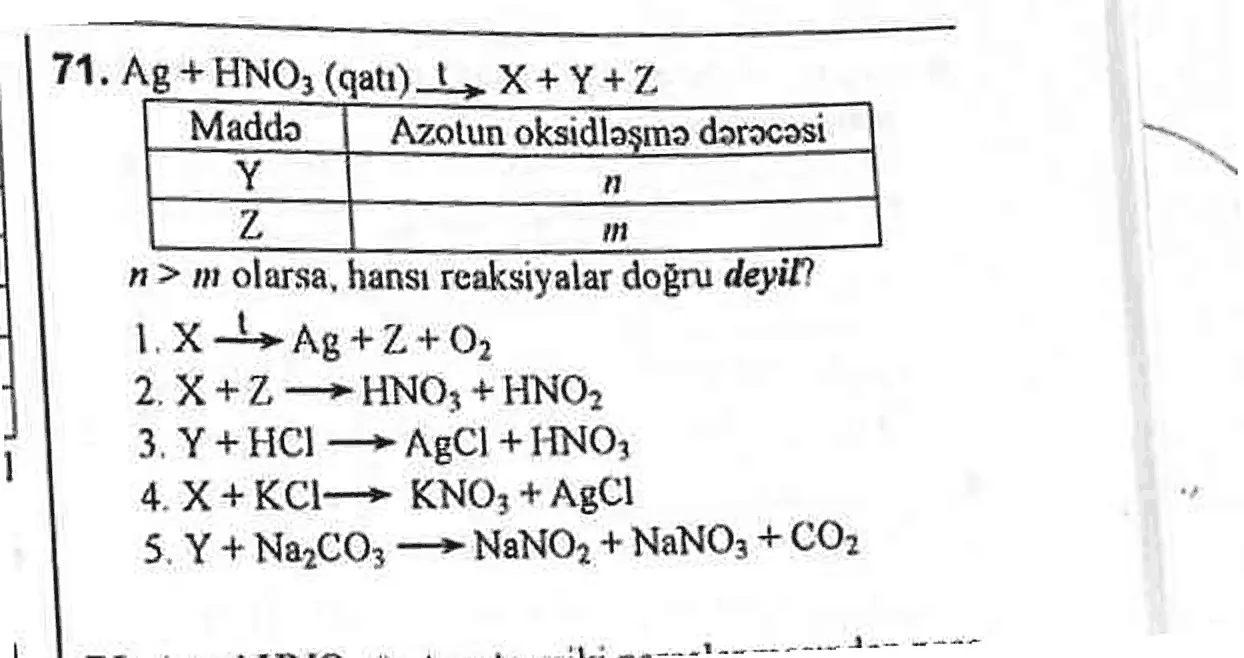 71. Ag + HNO₃ (qatı) —t→ X + Y + Z
Maddə Azotun oksidləşmə dərəcəsi
Y n
Z m
n > m olarsa, hansı reaksiyalar doğru deyil?
1. X —t→ Ag + Z + O₂
2. X + Z ⟶ HNO₃ + HNO₂
3. Y + HCl ⟶ AgCl + HNO₃
4. X + KCl ⟶ KNO₃ + AgCl
5. Y + Na₂CO₃ ⟶ NaNO₂ + NaNO₃ + CO₂
1